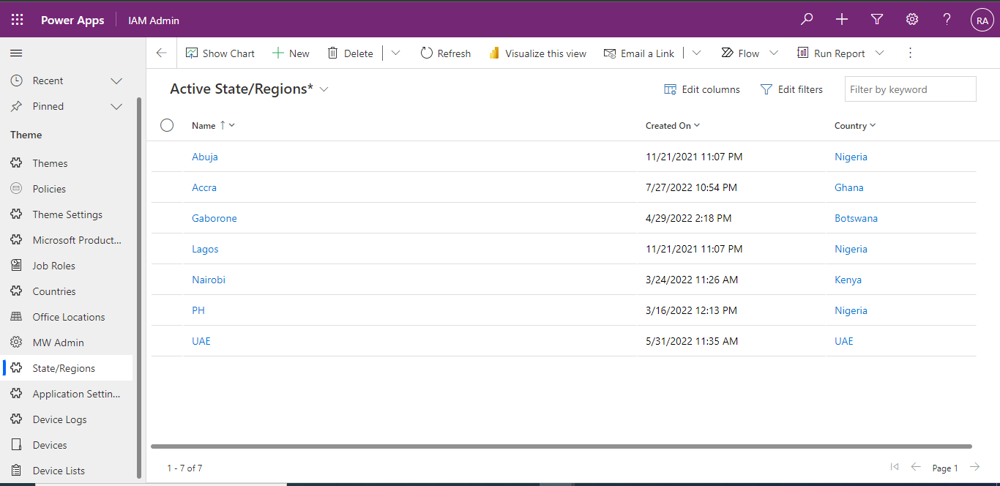 Power Apps IAM Admin RA
Show Chart New Delete Refresh Visualize this view Email a Link Flow Run Report
Recent
Pinned
Theme
Themes
Policies
Theme Settings
Microsoft Product...
Job Roles
Countries
Office Locations
MW Admin
State/Regions
Application Settin...
Device Logs
Devices
Device Lists
Active State/Regions* Edit columns Edit filters Filter by keyword
Name Created On Country
Abuja 11/21/2021 11:07 PM Nigeria
Accra 7/27/2022 10:54 PM Ghana
Gaborone 4/29/2022 2:18 PM Botswana
Lagos 11/21/2021 11:07 PM Nigeria
Nairobi 3/24/2022 11:26 AM Kenya
PH 3/16/2022 12:13 PM Nigeria
UAE 5/31/2022 11:35 AM UAE
1 - 7 of 7 Page 1